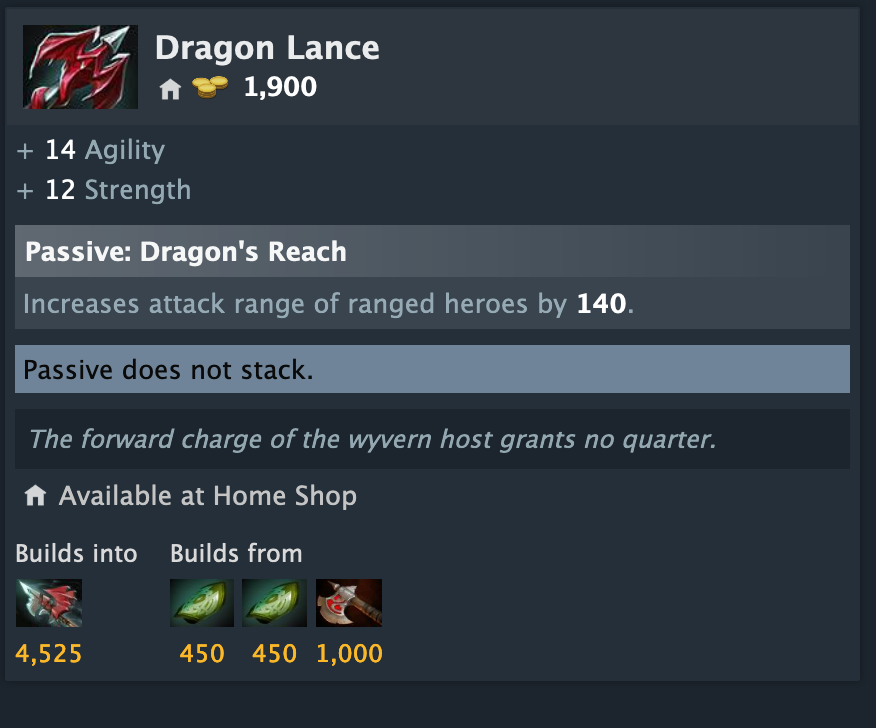 Dragon Lance
1,900
+ 14 Agility
+ 12 Strength
Passive: Dragon's Reach
Increases attack range of ranged heroes by 140.
Passive does not stack.
The forward charge of the wyvern host grants no quarter.
Available at Home Shop
Builds into Builds from
4,525 450 450 1,000